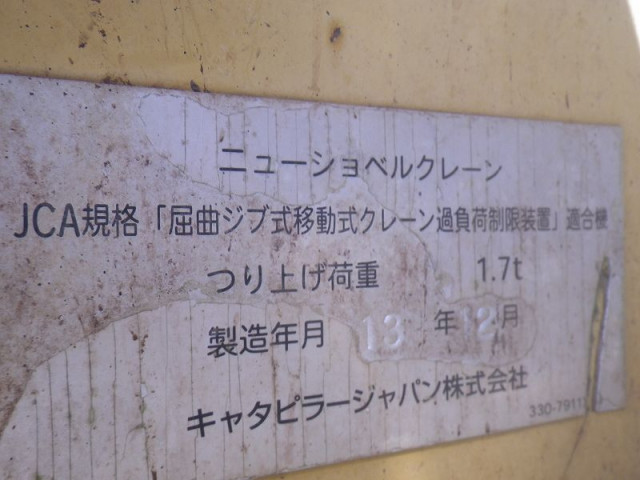 ニューショベルクレーン
JCA規格「屈曲ジブ式移動式クレーン過負荷制限装置」適合機
つり上げ荷重 1.7t
製造年月 13 年 12 月
キャタピラージャパン株式会社